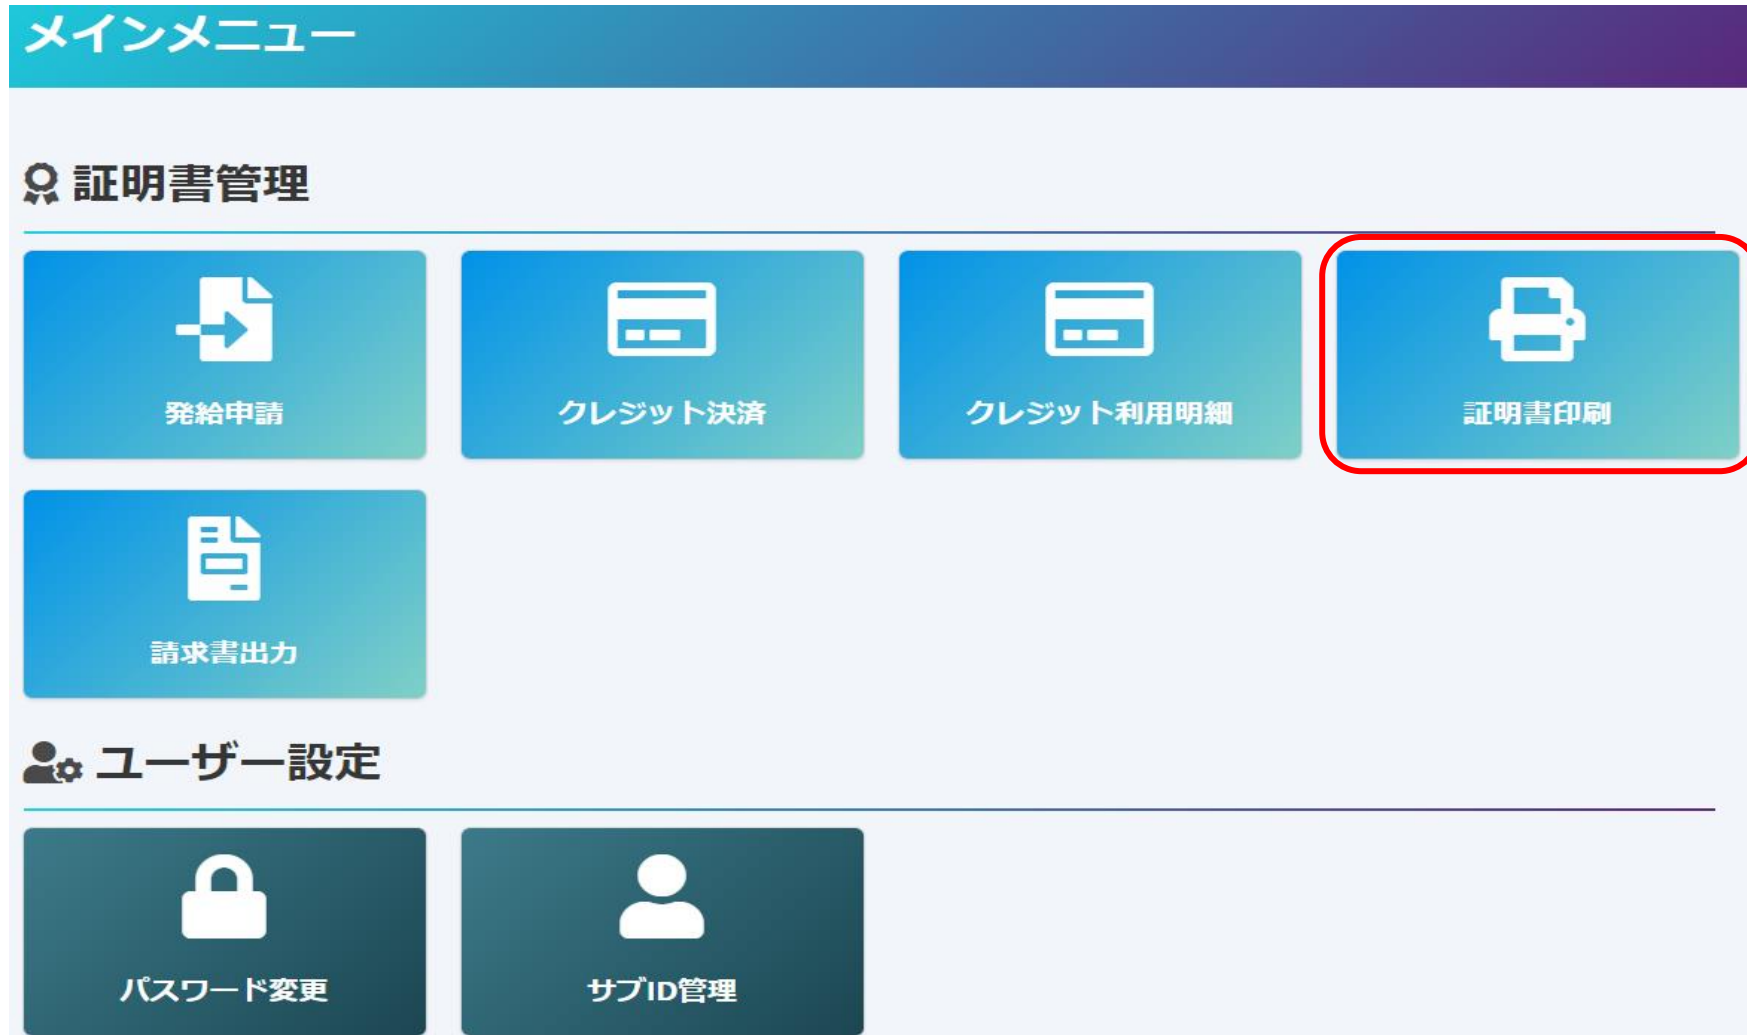 メインメニュー
証明書管理
発給申請
クレジット決済
クレジット利用明細
証明書印刷
請求書出力
ユーザー設定
パスワード変更
サブID管理